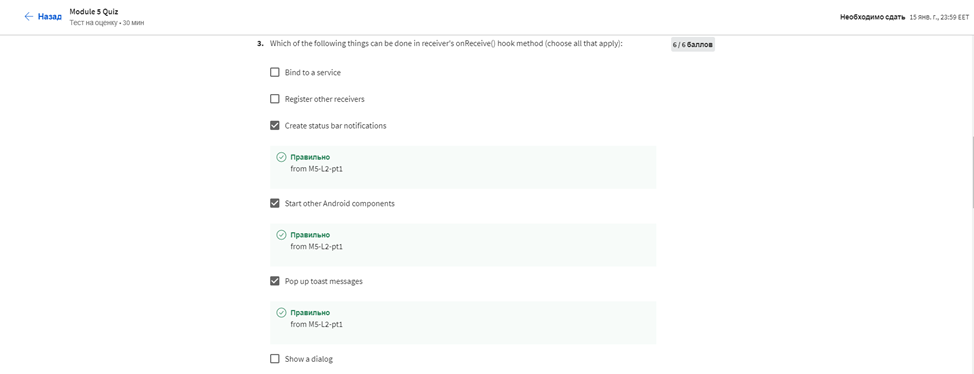 Назад
Module 5 Quiz
Тест на оценку • 30 мин
Необходимо сдать 15 янв. г., 23:59 EET
3. Which of the following things can be done in receiver's onReceive() hook method (choose all that apply):
6 / 6 баллов
Bind to a service
Register other receivers
Create status bar notifications
Правильно
from M5-L2-pt1
Start other Android components
Правильно
from M5-L2-pt1
Pop up toast messages
Правильно
from M5-L2-pt1
Show a dialog